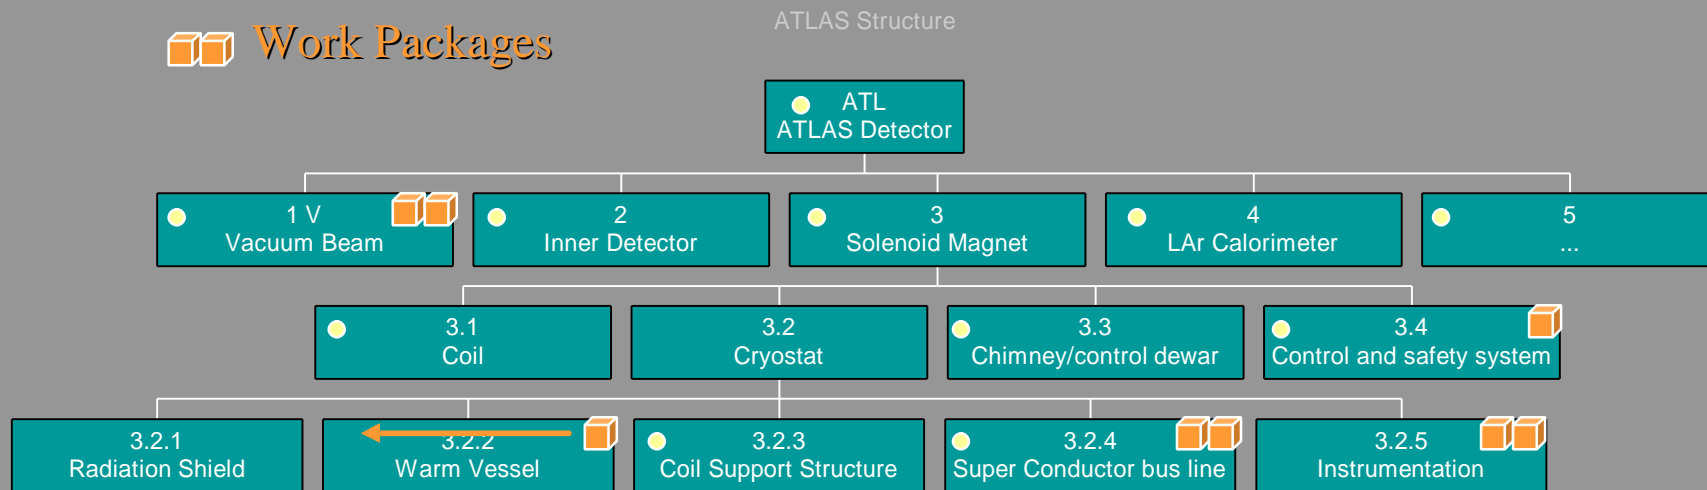 ATLAS Structure
Work Packages
ATL
ATLAS Detector
1 V
Vacuum Beam
2
Inner Detector
3
Solenoid Magnet
4
LAr Calorimeter
5
...
3.1
Coil
3.2
Cryostat
3.3
Chimney/control dewar
3.4
Control and safety system
3.2.1
Radiation Shield
3.2.2
Warm Vessel
3.2.3
Coil Support Structure
3.2.4
Super Conductor bus line
3.2.5
Instrumentation